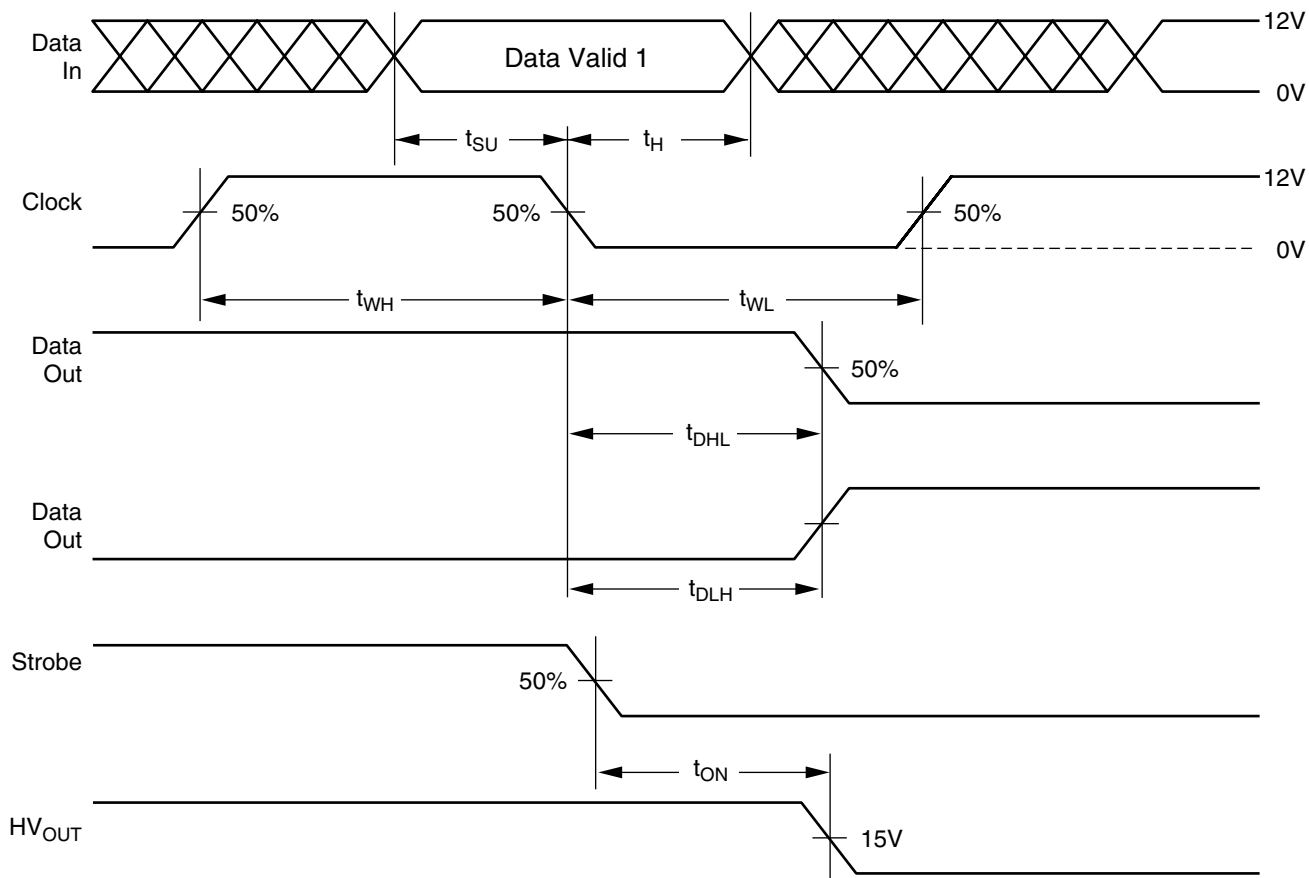 Data
In
Data Valid 1
12V
0V
tSU
tH
Clock
50%
50%
50%
12V
0V
tWH
tWL
Data
Out
50%
tDHL
Data
Out
tDLH
Strobe
50%
tON
HVOUT
15V